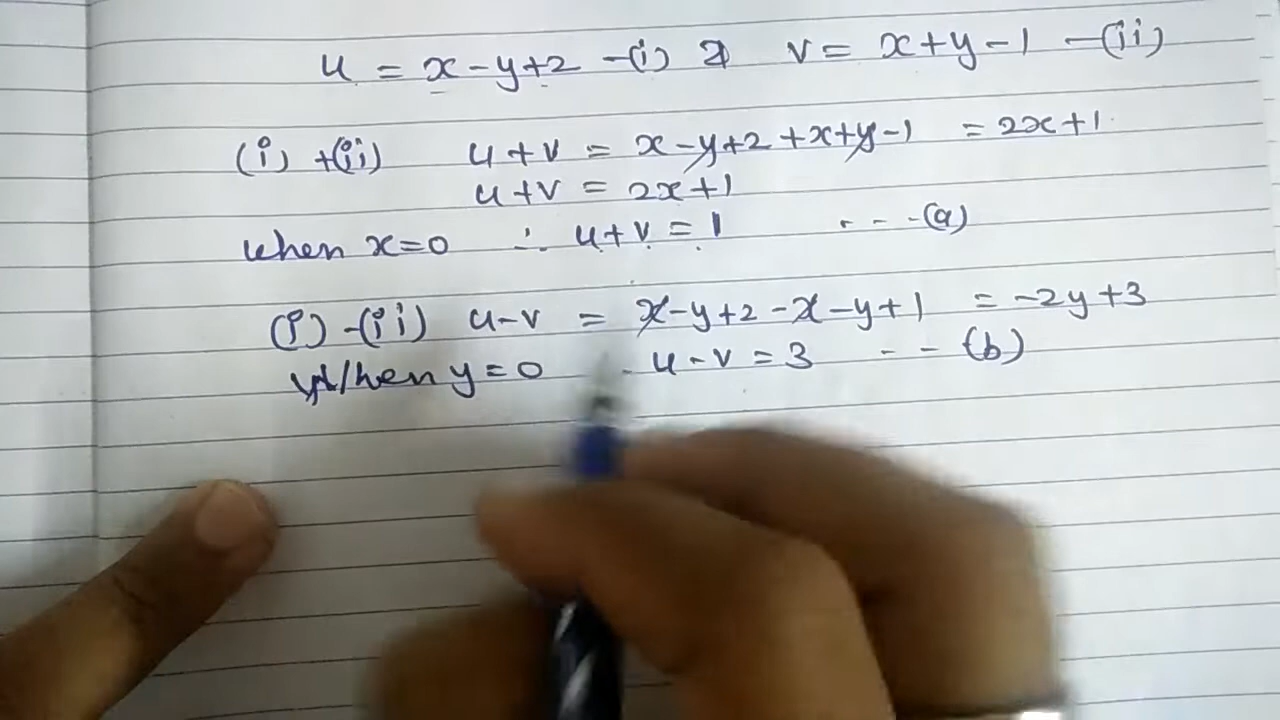 u = x-y+2 -(i) & v = x+y-1 -(ii)
(i) +(ii) u+v = x-y+2 +x+y-1 = 2x+1
u+v = 2x+1
when x=0 ∴ u+v = 1 - - -(a)
(i) -(ii) u-v = x-y+2 -x-y+1 = -2y+3
When y=0 u-v = 3 - - (b)